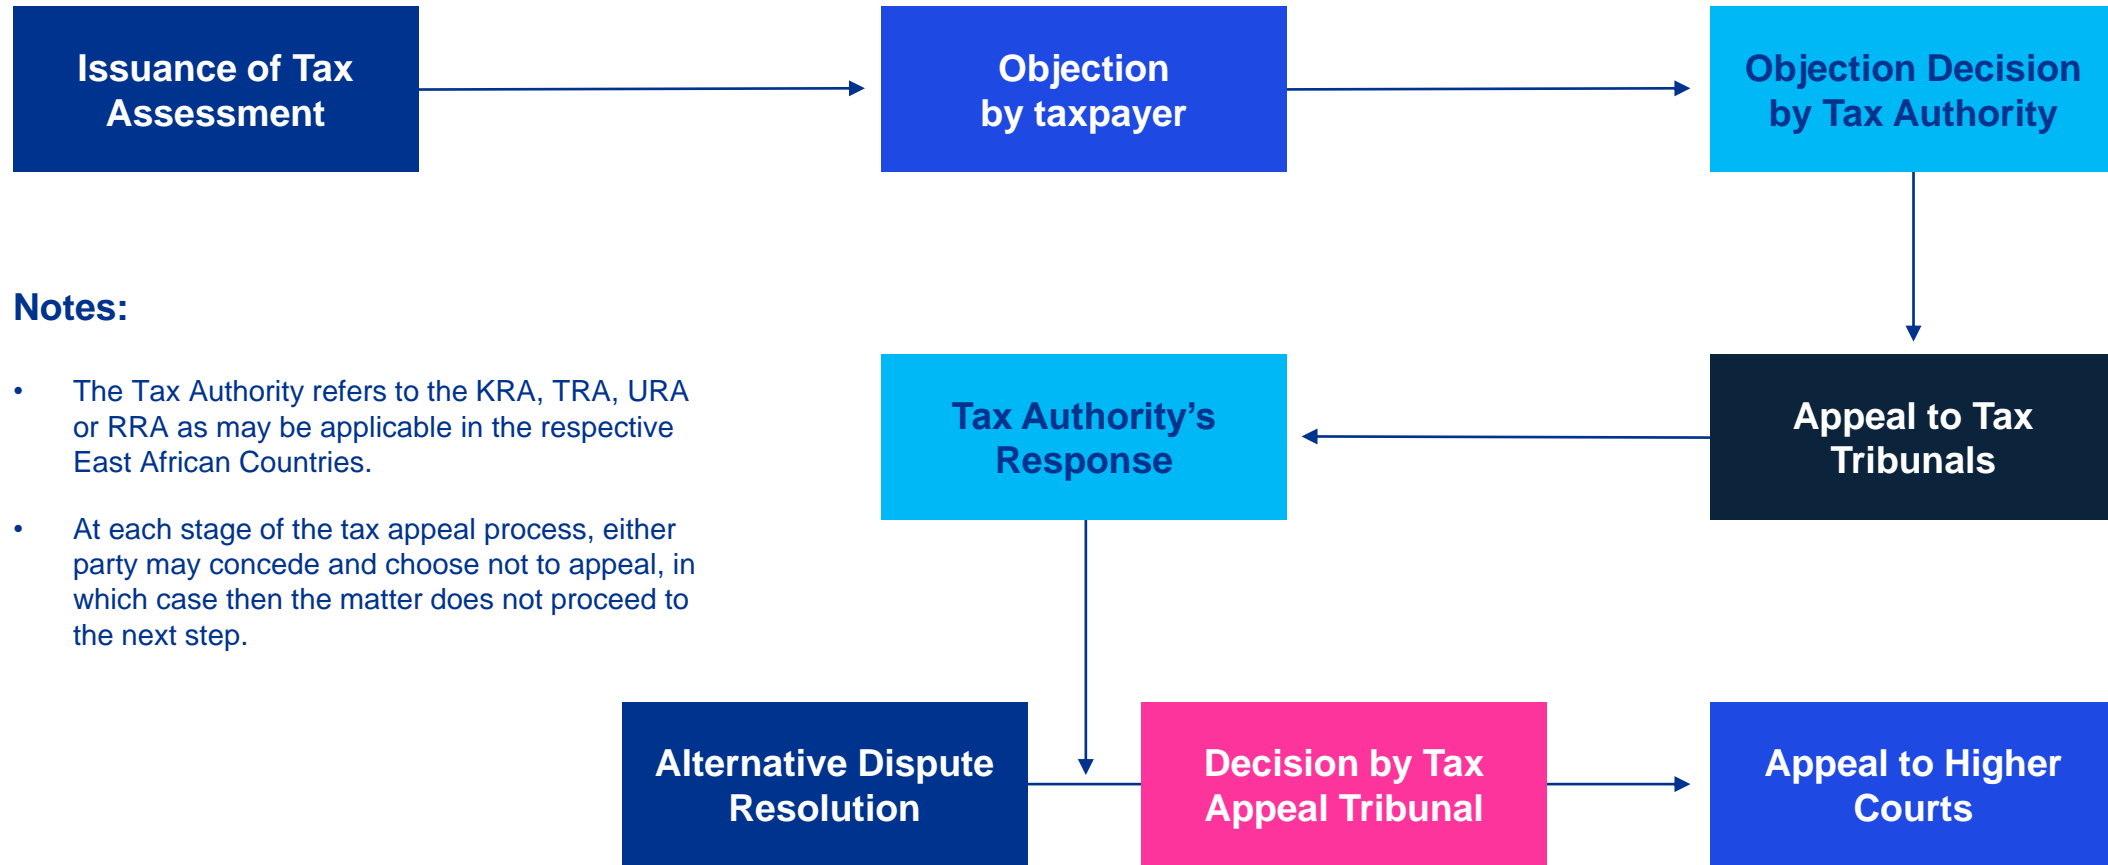 Issuance of Tax
Assessment
Objection
by taxpayer
Objection Decision
by Tax Authority
Notes:
• The Tax Authority refers to the KRA, TRA, URA
or RRA as may be applicable in the respective
East African Countries.
• At each stage of the tax appeal process, either
party may concede and choose not to appeal, in
which case then the matter does not proceed to
the next step.
Tax Authority’s
Response
Appeal to Tax
Tribunals
Alternative Dispute
Resolution
Decision by Tax
Appeal Tribunal
Appeal to Higher
Courts